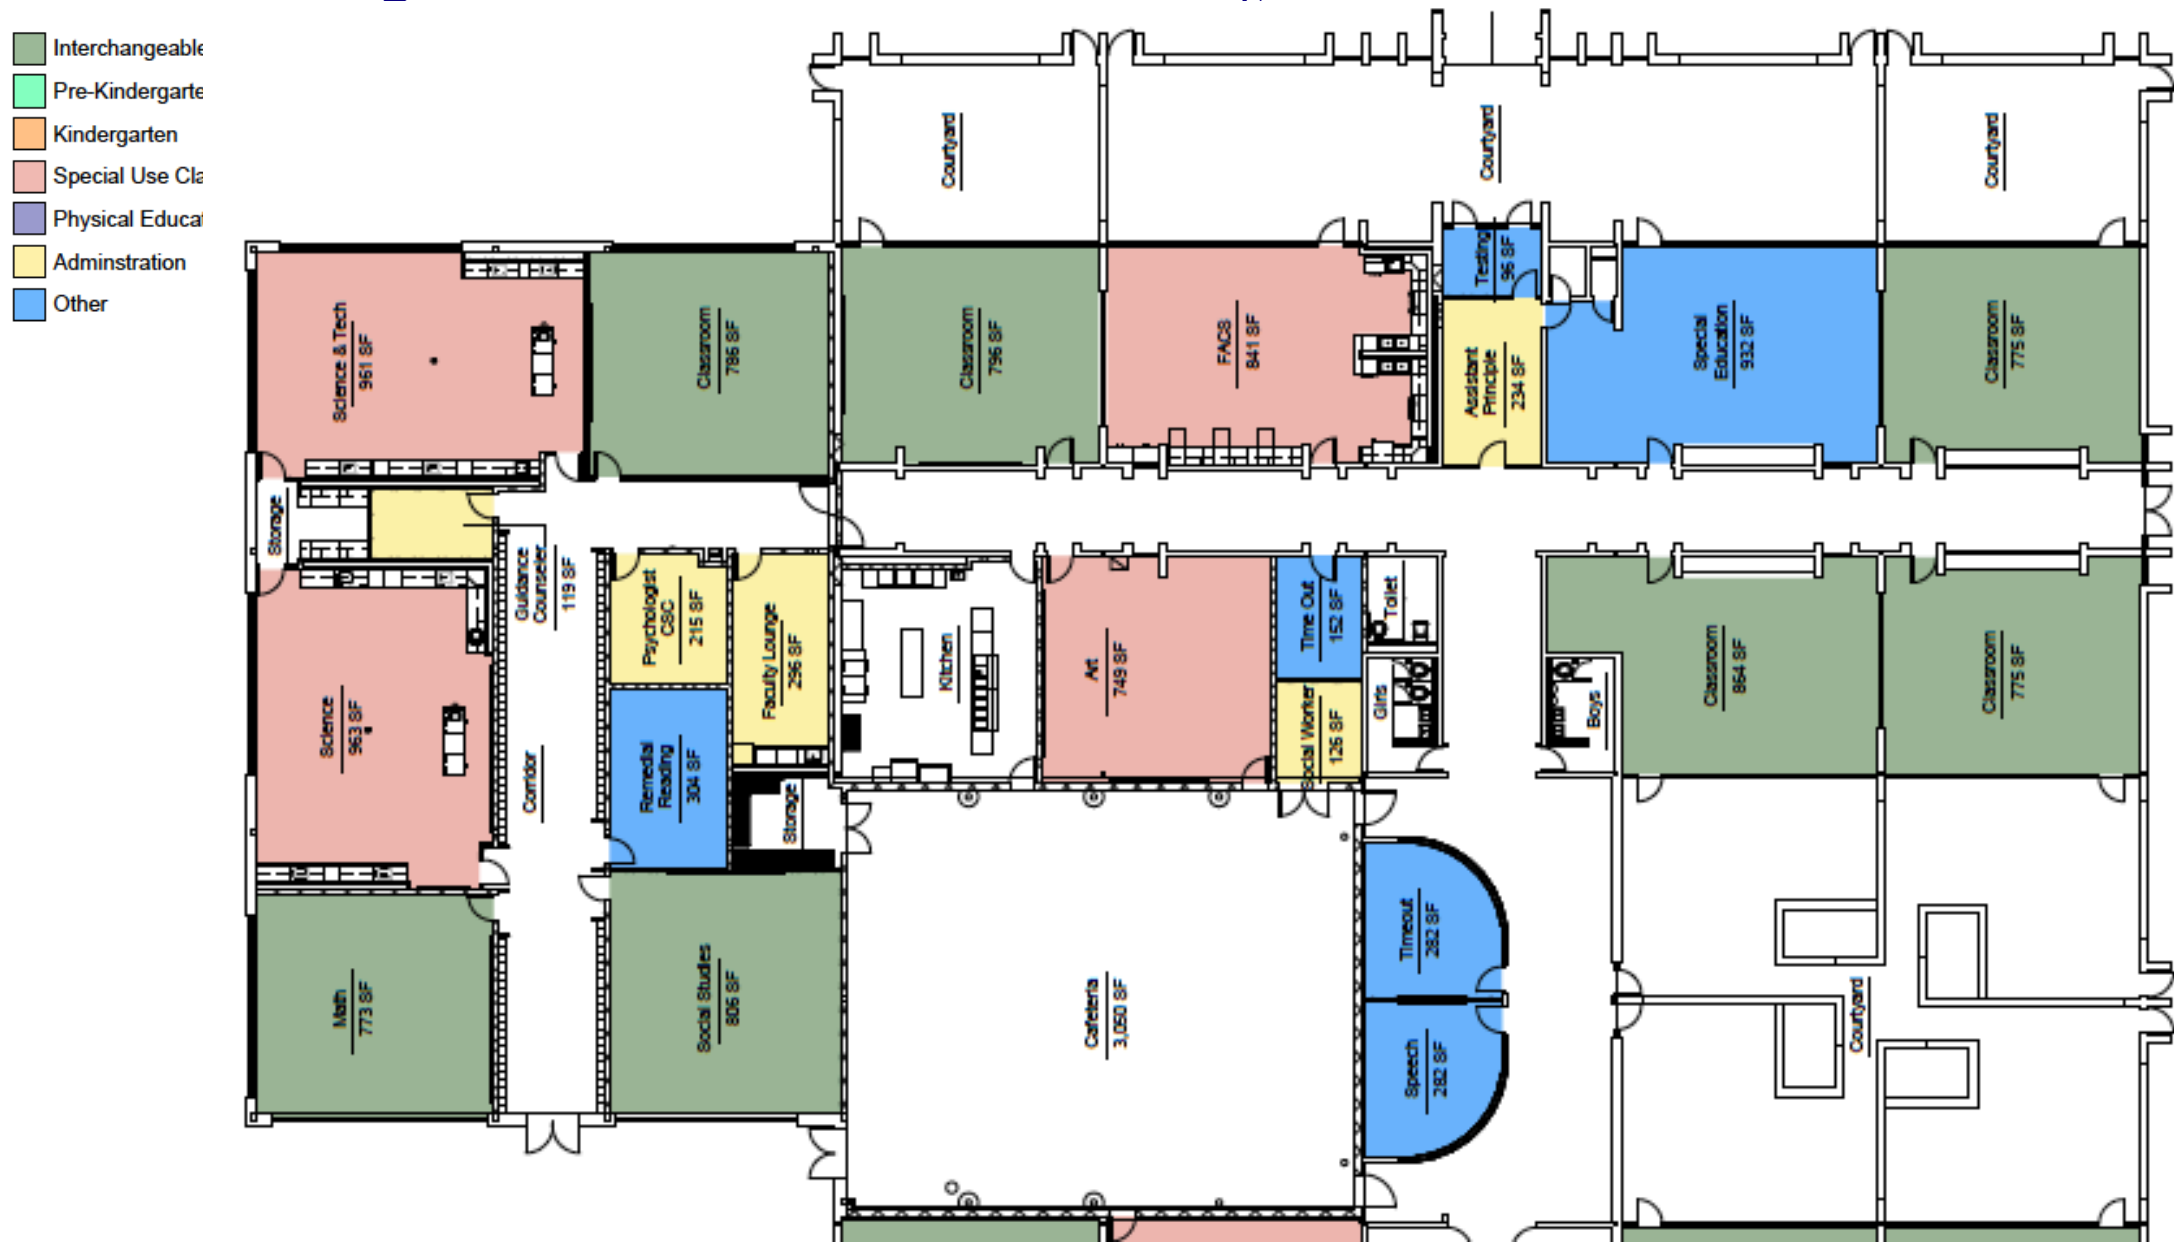 Interchangeable
Pre-Kindergarte
Kindergarten
Special Use Cla
Physical Educat
Adminstration
Other
Courtyard
Courtyard
Courtyard
Science & Tech
961 SF
Classroom
786 SF
Classroom
796 SF
FACS
841 SF
Testing
96 SF
Assistant
Principle
234 SF
Special
Education
932 SF
Classroom
775 SF
Storage
Guidance
Counseler
119 SF
Psychologist
CSC
215 SF
Faculty Lounge
296 SF
Kitchen
Art
749 SF
Time Out
152 SF
Social Worker
126 SF
Toilet
Girls
Boys
Classroom
864 SF
Classroom
775 SF
Science
963 SF
Corridor
Remedial
Reading
304 SF
Storage
Math
773 SF
Social Studies
806 SF
Cafeteria
3,050 SF
Timeout
282 SF
Speech
282 SF
Courtyard